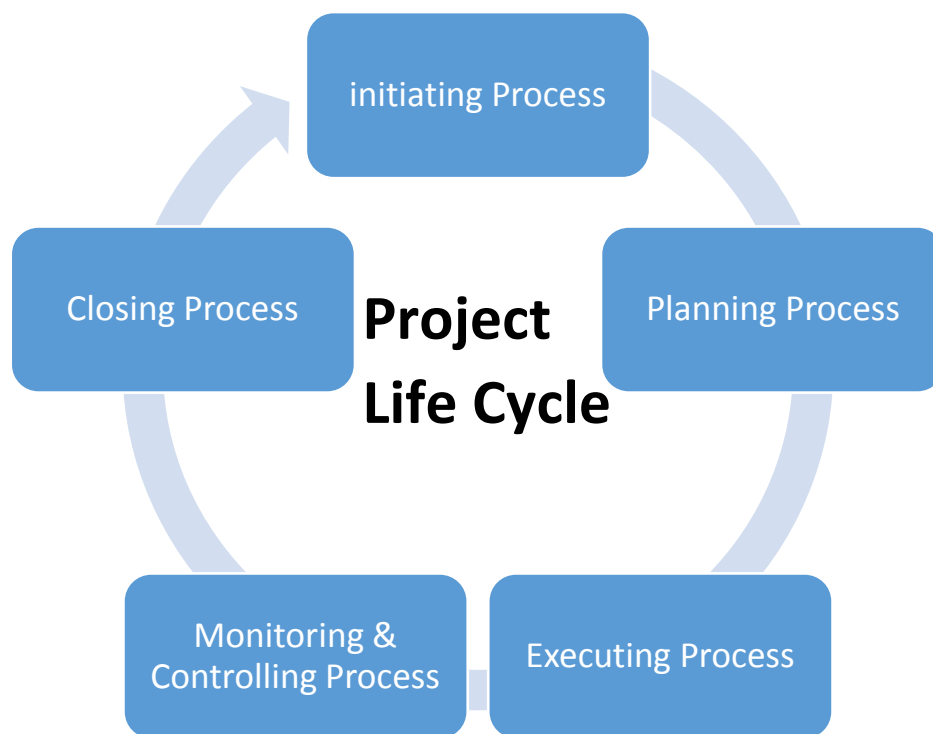 initiating Process
Planning Process
Executing Process
Monitoring &
Controlling Process
Closing Process
Project
Life Cycle